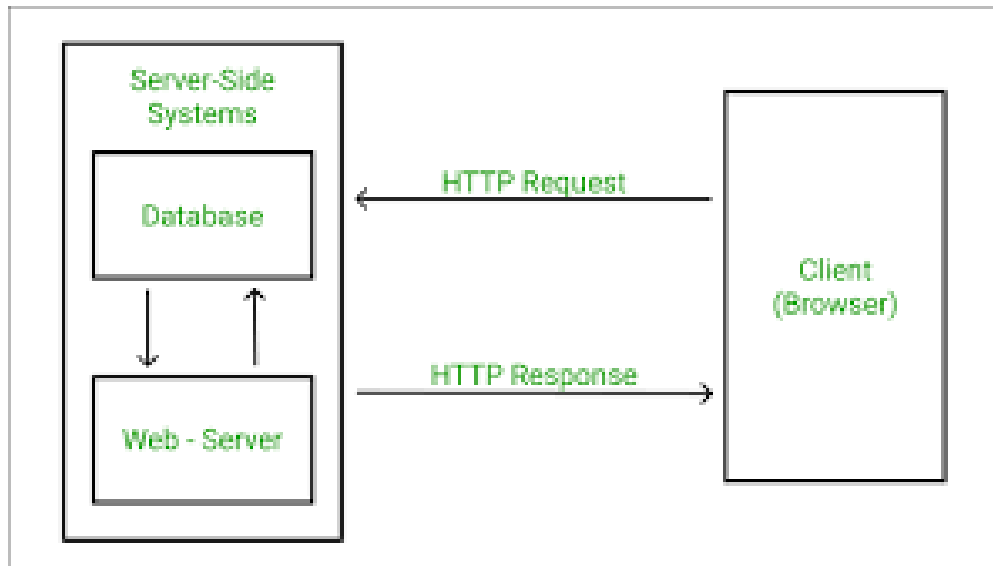 Server-Side
Systems
Database
Web - Server
HTTP Request
HTTP Response
Client
(Browser)